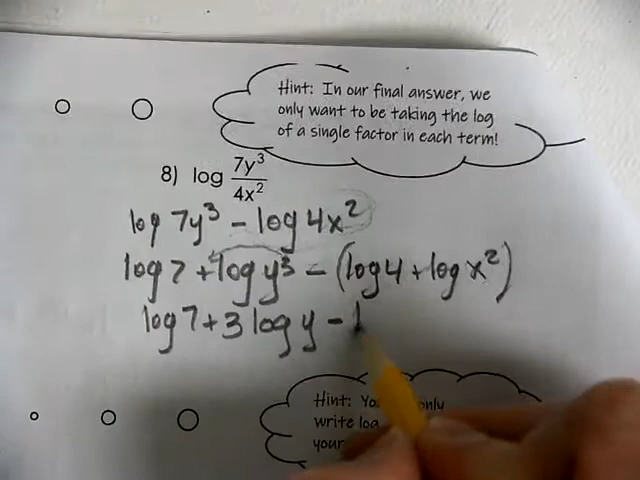 Hint: In our final answer, we
only want to be taking the log
of a single factor in each term!
8) log 7y³/4x²
log 7y³ - log 4x²
log 7 + log y³ - (log 4 + log x²)
log 7 + 3 log y - l
Hint: only
write
your